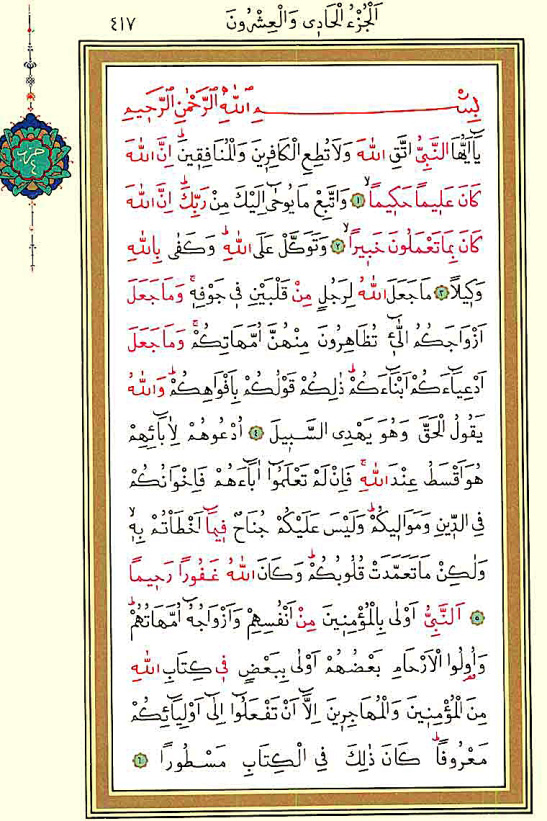 اَلْجُزْءُ الْحَادِى وَالْعِشْرُونَ
٤١٧
بِسْمِ اللّٰهِ الرَّحْمٰنِ الرَّحِيمِ
يَٓا اَيُّهَا النَّبِىُّ اتَّقِ اللّٰهَ وَلَا تُطِعِ الْكَافِرِينَ وَالْمُنَافِقِينَۜ اِنَّ اللّٰهَ
كَانَ عَلِيمًا حَكِيمًاۙ ﴿١﴾ وَاتَّبِعْ مَا يُوحٰٓى اِلَيْكَ مِنْ رَبِّكَۜ اِنَّ اللّٰهَ
كَانَ بِمَا تَعْمَلُونَ خَبِيرًاۙ ﴿٢﴾ وَتَوَكَّلْ عَلَى اللّٰهِۜ وَكَفٰى بِاللّٰهِ
وَكِيلًا ﴿٣﴾ مَا جَعَلَ اللّٰهُ لِرَجُلٍ مِنْ قَلْبَيْنِ فِى جَوْفِهِۚ وَمَا جَعَلَ
اَزْوَاجَكُمُ الّٰٓئِ تُظَاهِرُونَ مِنْهُنَّ اُمَّهَاتِكُمْۚ وَمَا جَعَلَ
اَدْعِيَٓاءَكُمْ اَبْنَٓاءَكُمْۜ ذٰلِكُمْ قَوْلُكُمْ بِاَفْوَاهِكُمْۜ وَاللّٰهُ
يَقُولُ الْحَقَّ وَهُوَ يَهْدِى السَّبِيلَ ﴿٤﴾ اُدْعُوهُمْ لِاٰبَٓائِهِمْ
هُوَ اَقْسَطُ عِنْدَ اللّٰهِۚ فَاِنْ لَمْ تَعْلَمُٓوا اٰبَٓاءَهُمْ فَاِخْوَانُكُمْ
فِى الدِّينِ وَمَوَالِيكُمْۜ وَلَيْسَ عَلَيْكُمْ جُنَاحٌ فِيمَٓا اَخْطَأْتُمْ بِهِۙ
وَلٰكِنْ مَا تَعَمَّدَتْ قُلُوبُكُمْۜ وَكَانَ اللّٰهُ غَفُورًا رَحِيمًا
﴿٥﴾ اَلنَّبِىُّ اَوْلٰى بِالْمُؤْمِنِينَ مِنْ اَنْفُسِهِمْ وَاَزْوَاجُهُٓ اُمَّهَاتُهُمْۜ
وَاُو۬لُوا الْاَرْحَامِ بَعْضُهُمْ اَوْلٰى بِبَعْضٍ فِى كِتَابِ اللّٰهِ
مِنَ الْمُؤْمِنِينَ وَالْمُهَاجِرِينَ اِلَّٓا اَنْ تَفْعَلُٓوا اِلٰٓى اَوْلِيَٓائِكُمْ
مَعْرُوفًاۜ كَانَ ذٰلِكَ فِى الْكِتَابِ مَسْطُورًا ﴿٦﴾
حزب
٤